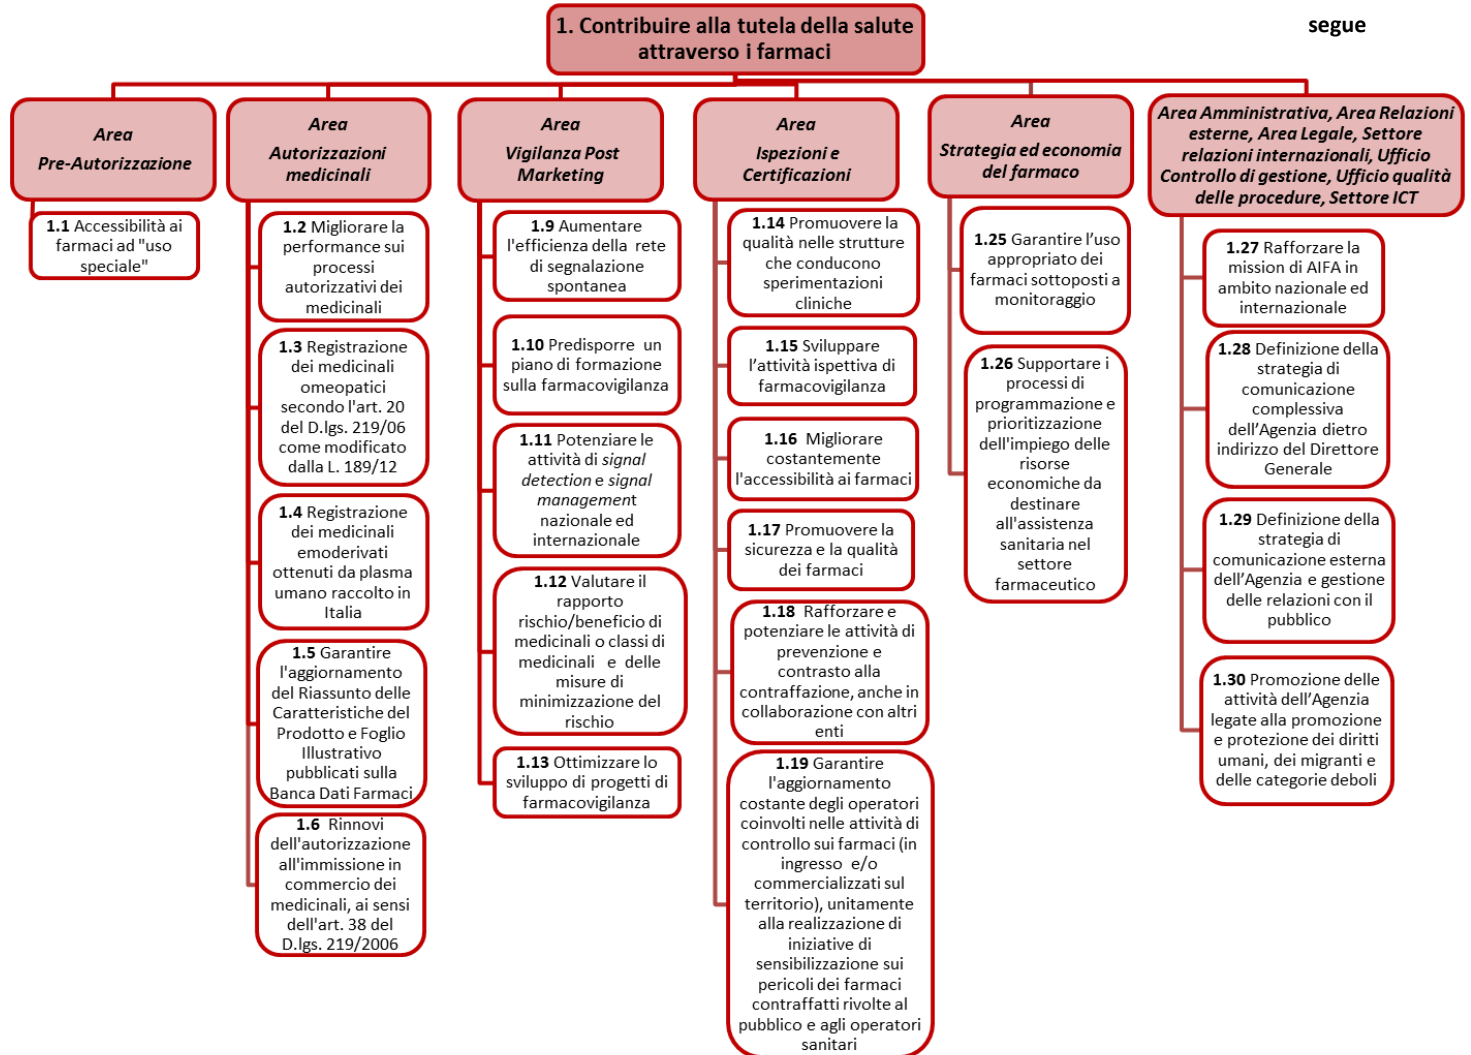 1. Contribuire alla tutela della salute
attraverso i farmaci
segue
Area
Pre-Autorizzazione
1.1 Accessibilità ai
farmaci ad "uso
speciale"
Area
Autorizzazioni
medicinali
1.2 Migliorare la
performance sui
processi
autorizzativi dei
medicinali
1.3 Registrazione
dei medicinali
omeopatici
secondo l'art. 20
del D.lgs. 219/06
come modificato
dalla L. 189/12
1.4 Registrazione
dei medicinali
emoderivati
ottenuti da plasma
umano raccolto in
Italia
1.5 Garantire
l'aggiornamento
del Riassunto delle
Caratteristiche del
Prodotto e Foglio
Illustrativo
pubblicati sulla
Banca Dati Farmaci
1.6 Rinnovi
dell'autorizzazione
all'immissione in
commercio dei
medicinali, ai sensi
dell'art. 38 del
D.lgs. 219/2006
Area
Vigilanza Post
Marketing
1.9 Aumentare
l'efficienza della rete
di segnalazione
spontanea
1.10 Predisporre un
piano di formazione
sulla farmacovigilanza
1.11 Potenziare le
attività di signal
detection e signal
management
nazionale ed
internazionale
1.12 Valutare il
rapporto
rischio/beneficio di
medicinali o classi di
medicinali e delle
misure di
minimizzazione del
rischio
1.13 Ottimizzare lo
sviluppo di progetti di
farmacovigilanza
Area
Ispezioni e
Certificazioni
1.14 Promuovere la
qualità nelle strutture
che conducono
sperimentazioni
cliniche
1.15 Sviluppare
l’attività ispettiva di
farmacovigilanza
1.16 Migliorare
costantemente
l'accessibilità ai farmaci
1.17 Promuovere la
sicurezza e la qualità
dei farmaci
1.18 Rafforzare e
potenziare le attività di
prevenzione e
contrasto alla
contraffazione, anche in
collaborazione con altri
enti
1.19 Garantire
l'aggiornamento
costante degli operatori
coinvolti nelle attività di
controllo sui farmaci (in
ingresso e/o
commercializzati sul
territorio), unitamente
alla realizzazione di
iniziative di
sensibilizzazione sui
pericoli dei farmaci
contraffatti rivolte al
pubblico e agli operatori
sanitari
Area
Strategia ed economia
del farmaco
1.25 Garantire l’uso
appropriato dei
farmaci sottoposti a
monitoraggio
1.26 Supportare i
processi di
programmazione e
prioritizzazione
dell'impiego delle
risorse
economiche da
destinare
all'assistenza
sanitaria nel
settore
farmaceutico
Area Amministrativa, Area Relazioni
esterne, Area Legale, Settore
relazioni internazionali, Ufficio
Controllo di gestione, Ufficio qualità
delle procedure, Settore ICT
1.27 Rafforzare la
mission di AIFA in
ambito nazionale ed
internazionale
1.28 Definizione della
strategia di
comunicazione
complessiva
dell’Agenzia dietro
indirizzo del Direttore
Generale
1.29 Definizione della
strategia di
comunicazione esterna
dell’Agenzia e gestione
delle relazioni con il
pubblico
1.30 Promozione delle
attività dell’Agenzia
legate alla promozione
e protezione dei diritti
umani, dei migranti e
delle categorie deboli